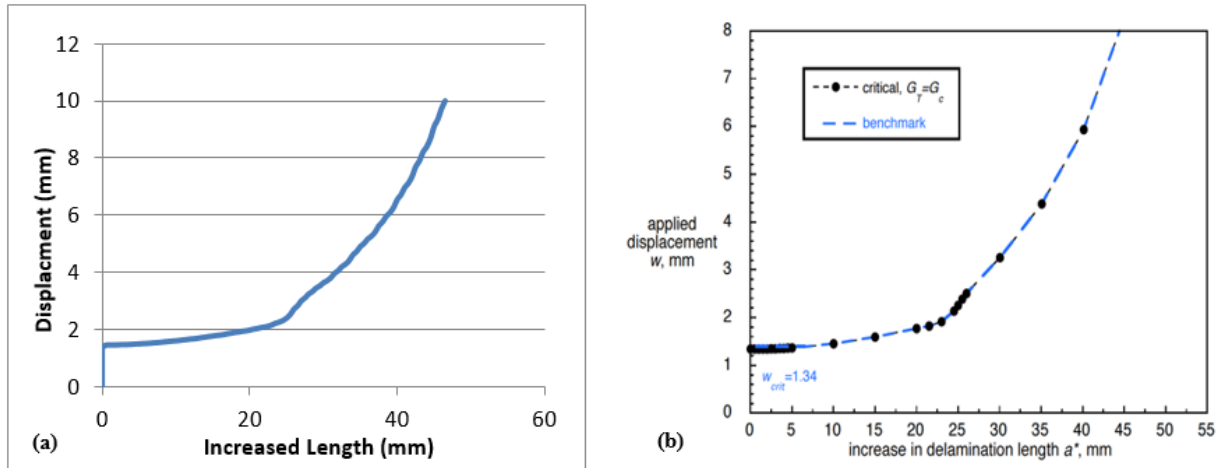 12
10
8
6
4
2
0
0
20
40
60
Displacment (mm)
Increased Length (mm)
(a)
8
7
6
5
4
3
2
1
0
0
5
10
15
20
25
30
35
40
45
50
55
critical, G_T=G_c
benchmark
applied
displacement
w, mm
w_crit=1.34
increase in delamination length a*, mm
(b)